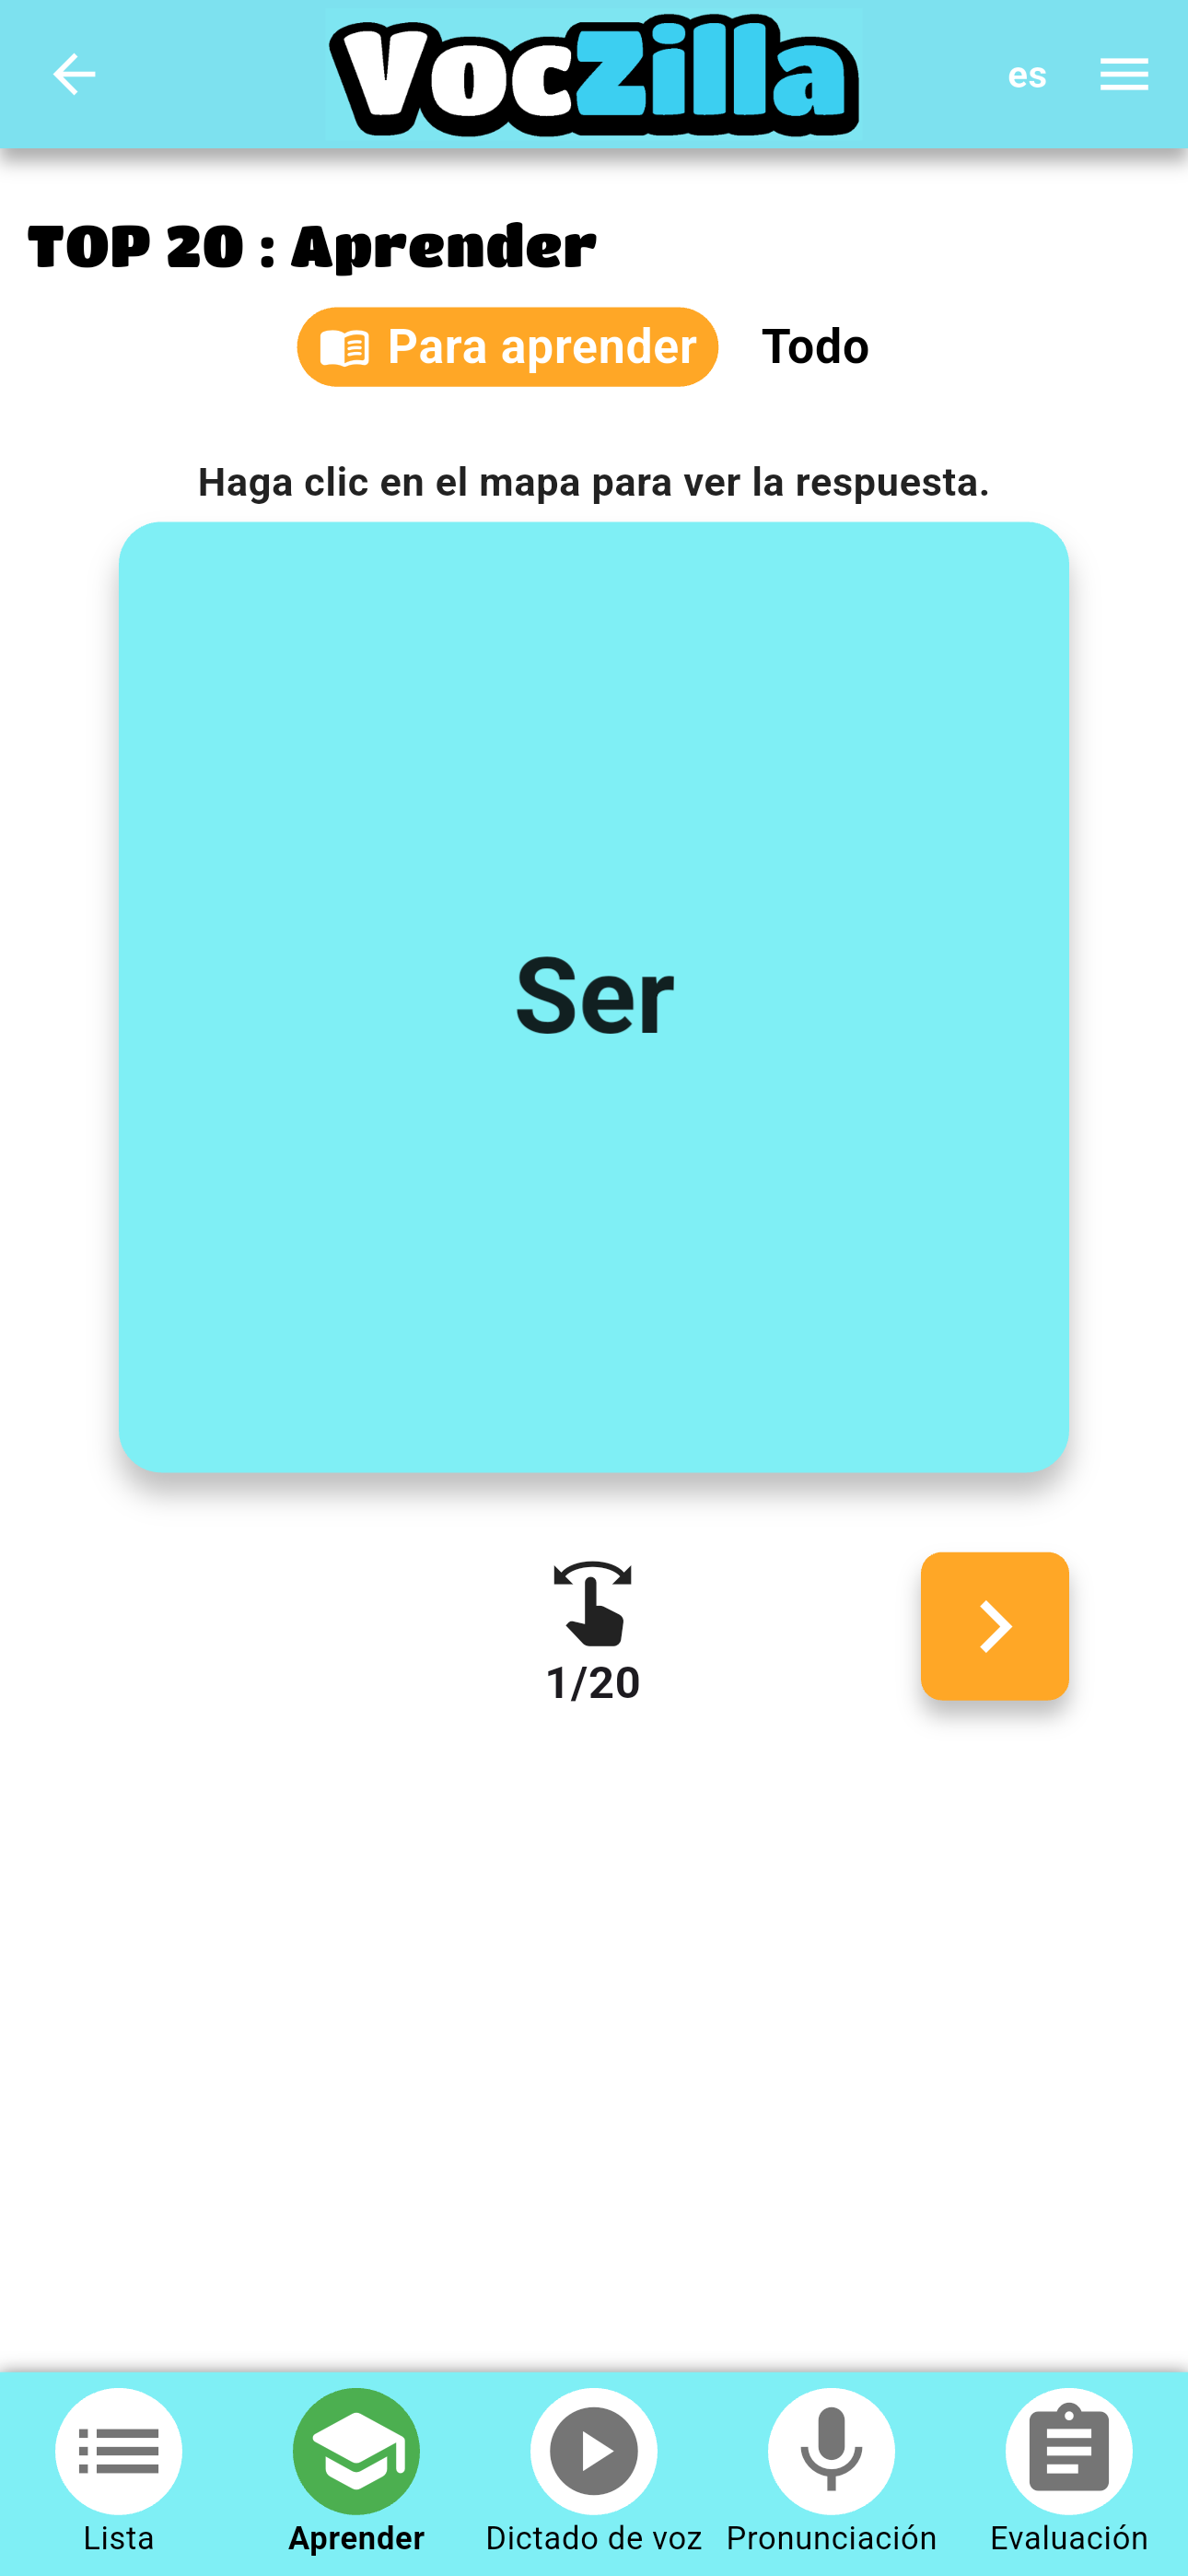 VocZilla
es
TOP 20 : Aprender
Para aprender
Todo
Haga clic en el mapa para ver la respuesta.
Ser
1/20
Lista
Aprender
Dictado de voz
Pronunciación
Evaluación